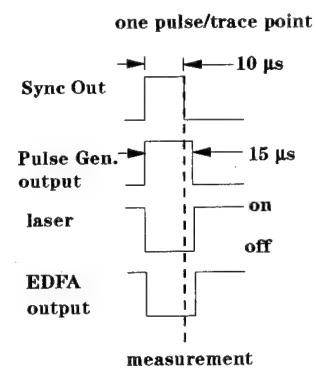 one pulse/trace point
10 µs
Sync Out
Pulse Gen.
output
15 µs
laser
on
off
EDFA
output
measurement